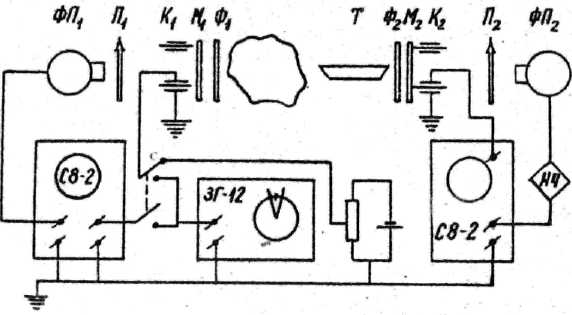 ФП₁ П₁ К₁ М₁ Ф₁ Т Ф₂ М₂ К₂ П₂ ФП₂
С8-2 ЗГ-12 С8-2 НЧ